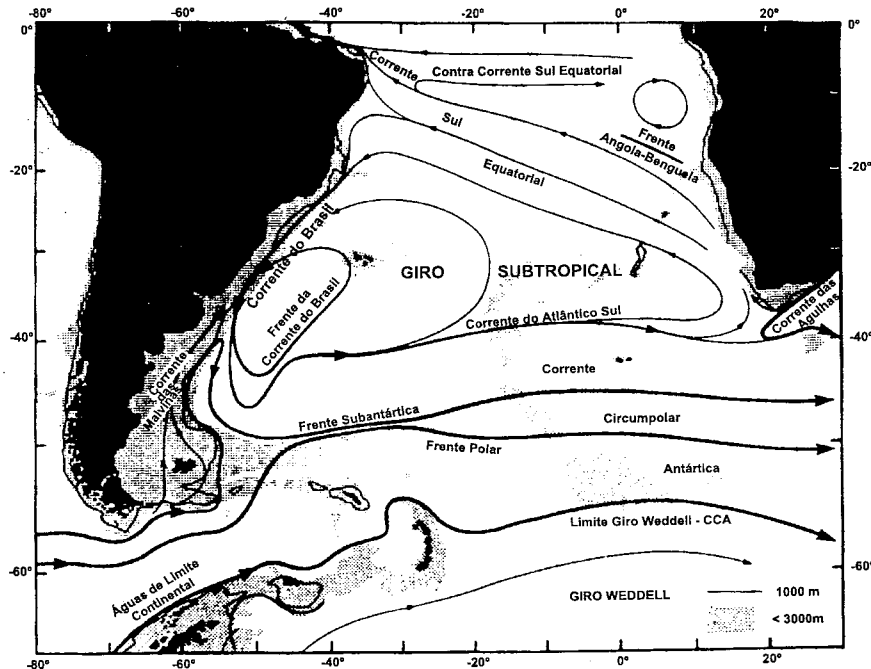 -80° -60° -40° -20° 0° 20°
0° 0°
Corrente
Contra Corrente Sul Equatorial
Sul
Frente
Angola-Benguela
-20° -20°
Equatorial
Corrente do Brasil
GIRO SUBTROPICAL
Frente da
Corrente do Brasil
Corrente das
Agulhas
Corrente do Atlântico Sul
-40° -40°
Corrente
das
Malvinas
Corrente
Frente Subantártica
Circumpolar
Frente Polar
Antártica
Limite Giro Weddell - CCA
Águas de Limite
Continental
-60° -60°
GIRO WEDDELL
1000 m
< 3000m
-80° -60° -40° -20° 0° 20°